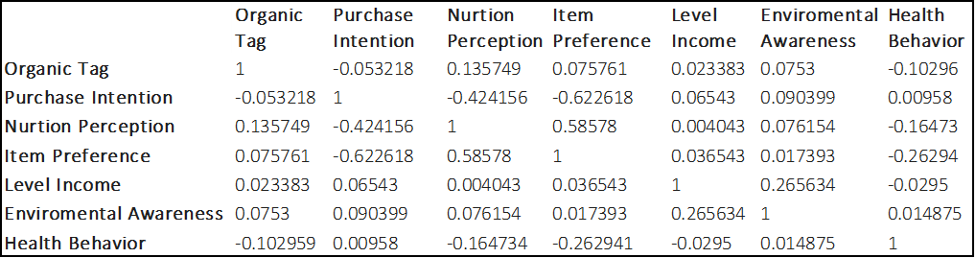 Organic Tag Purchase Intention Nurtion Perception Item Preference Level Income Enviromental Awareness Health Behavior
Organic Tag 1 -0.053218 0.135749 0.075761 0.023383 0.0753 -0.10296
Purchase Intention -0.053218 1 -0.424156 -0.622618 0.06543 0.090399 0.00958
Nurtion Perception 0.135749 -0.424156 1 0.58578 0.004043 0.076154 -0.16473
Item Preference 0.075761 -0.622618 0.58578 1 0.036543 0.017393 -0.26294
Level Income 0.023383 0.06543 0.004043 0.036543 1 0.265634 -0.0295
Enviromental Awareness 0.0753 0.090399 0.076154 0.017393 0.265634 1 0.014875
Health Behavior -0.102959 0.00958 -0.164734 -0.262941 -0.0295 0.014875 1